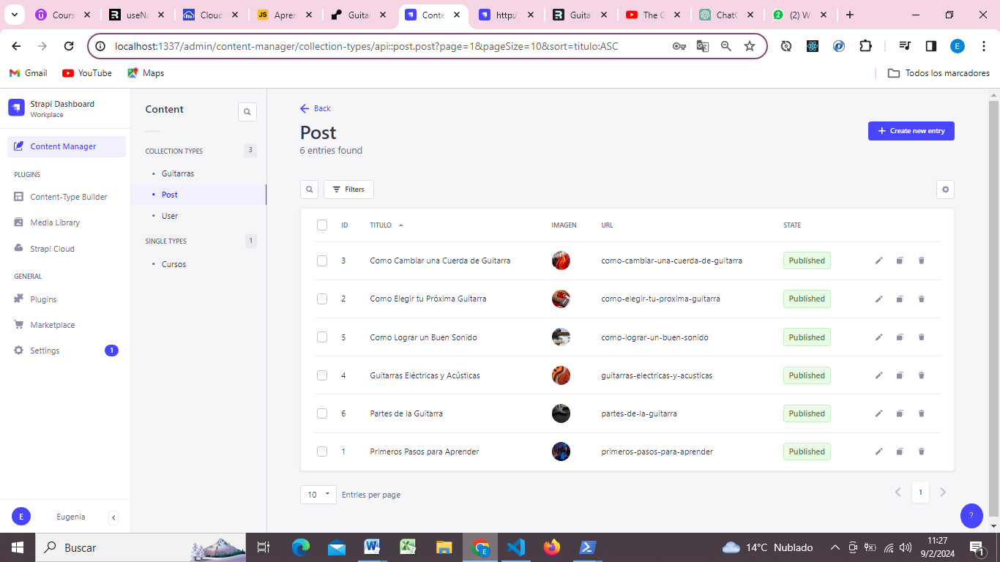 Cours
useNa
Cloud
Apren
Guitar
Conte
http:/
Guita
The G
ChatG
(2) W
localhost:1337/admin/content-manager/collection-types/api::post.post?page=1&pageSize=10&sort=titulo:ASC
E
Gmail
YouTube
Maps
Todos los marcadores
Strapi Dashboard
Workplace
Content Manager
PLUGINS
Content-Type Builder
Media Library
Strapi Cloud
GENERAL
Plugins
Marketplace
Settings
1
E
Eugenia
Content
COLLECTION TYPES 3
Guitarras
Post
User
SINGLE TYPES 1
Cursos
Back
Post
6 entries found
Create new entry
Filters
ID TITULO IMAGEN URL STATE
3 Como Cambiar una Cuerda de Guitarra como-cambiar-una-cuerda-de-guitarra Published
2 Como Elegir tu Próxima Guitarra como-elegir-tu-proxima-guitarra Published
5 Como Lograr un Buen Sonido como-lograr-un-buen-sonido Published
4 Guitarras Eléctricas y Acústicas guitarras-electricas-y-acusticas Published
6 Partes de la Guitarra partes-de-la-guitarra Published
1 Primeros Pasos para Aprender primeros-pasos-para-aprender Published
10 Entries per page
1
?
Buscar
14°C Nublado
11:27
9/2/2024
1